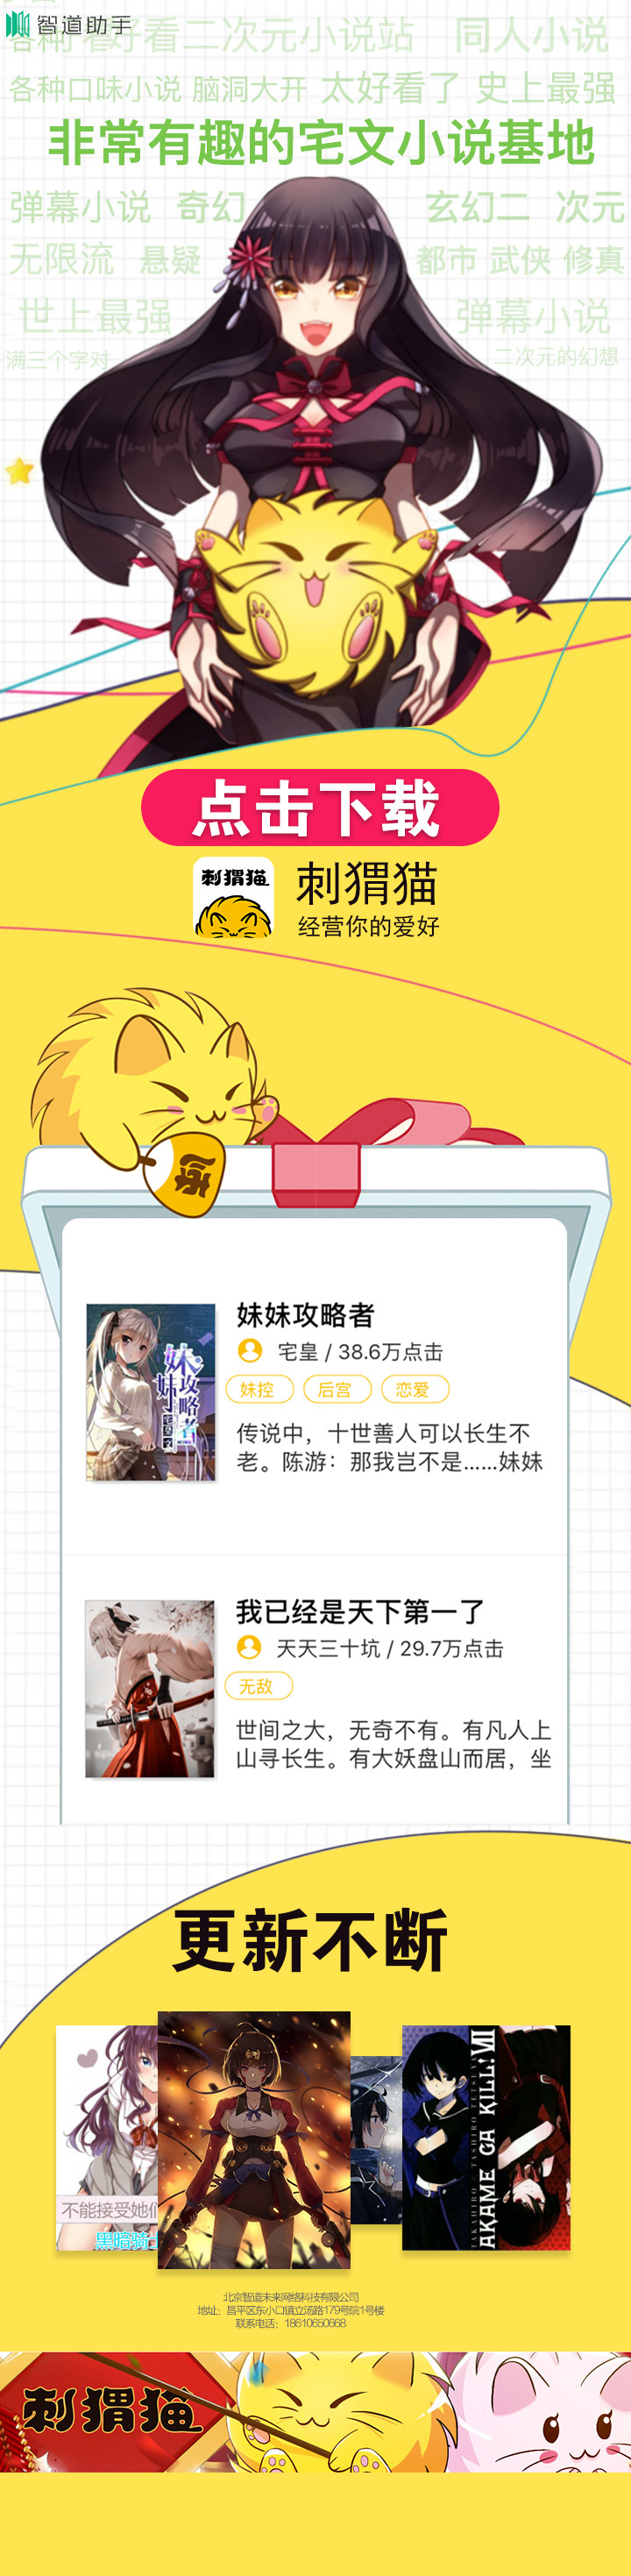 智道助手
各种好看二次元小说站 同人小说
各种口味小说 脑洞大开 太好看了 史上最强
非常有趣的宅文小说基地
弹幕小说 奇幻 玄幻二 次元
无限流 悬疑 都市 武侠 修真
世上最强 弹幕小说
满三个字对 二次元的幻想
点击下载
刺猬猫
刺猬猫
经营你的爱好
妹妹攻略者
妹妹攻略者
宅皇 / 38.6万点击
妹控 后宫 恋爱
传说中，十世善人可以长生不
老。陈游：那我岂不是……妹妹
我已经是天下第一了
天天三十坑 / 29.7万点击
无敌
世间之大，无奇不有。有凡人上
山寻长生。有大妖盘山而居，坐
更新不断
不能接受她们
黑暗骑士
AKAME GA KILL! VII
TAKAHIRO × TASHIRO TETSUYA
北京智道未来网络科技有限公司
地址：昌平区东小口镇立汤路179号院1号楼
联系电话：18610650668
刺猬猫